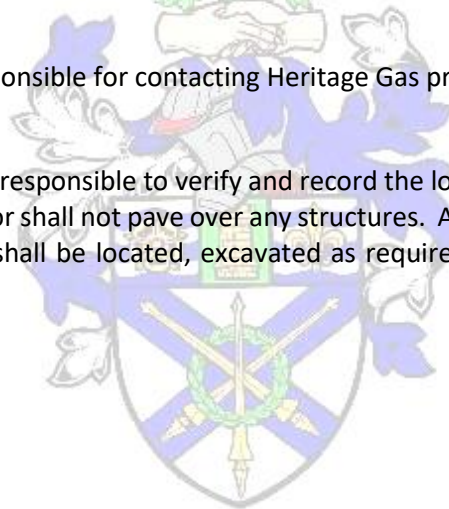 onsible for contacting Heritage Gas pr
responsible to verify and record the lo
or shall not pave over any structures. A
shall be located, excavated as require